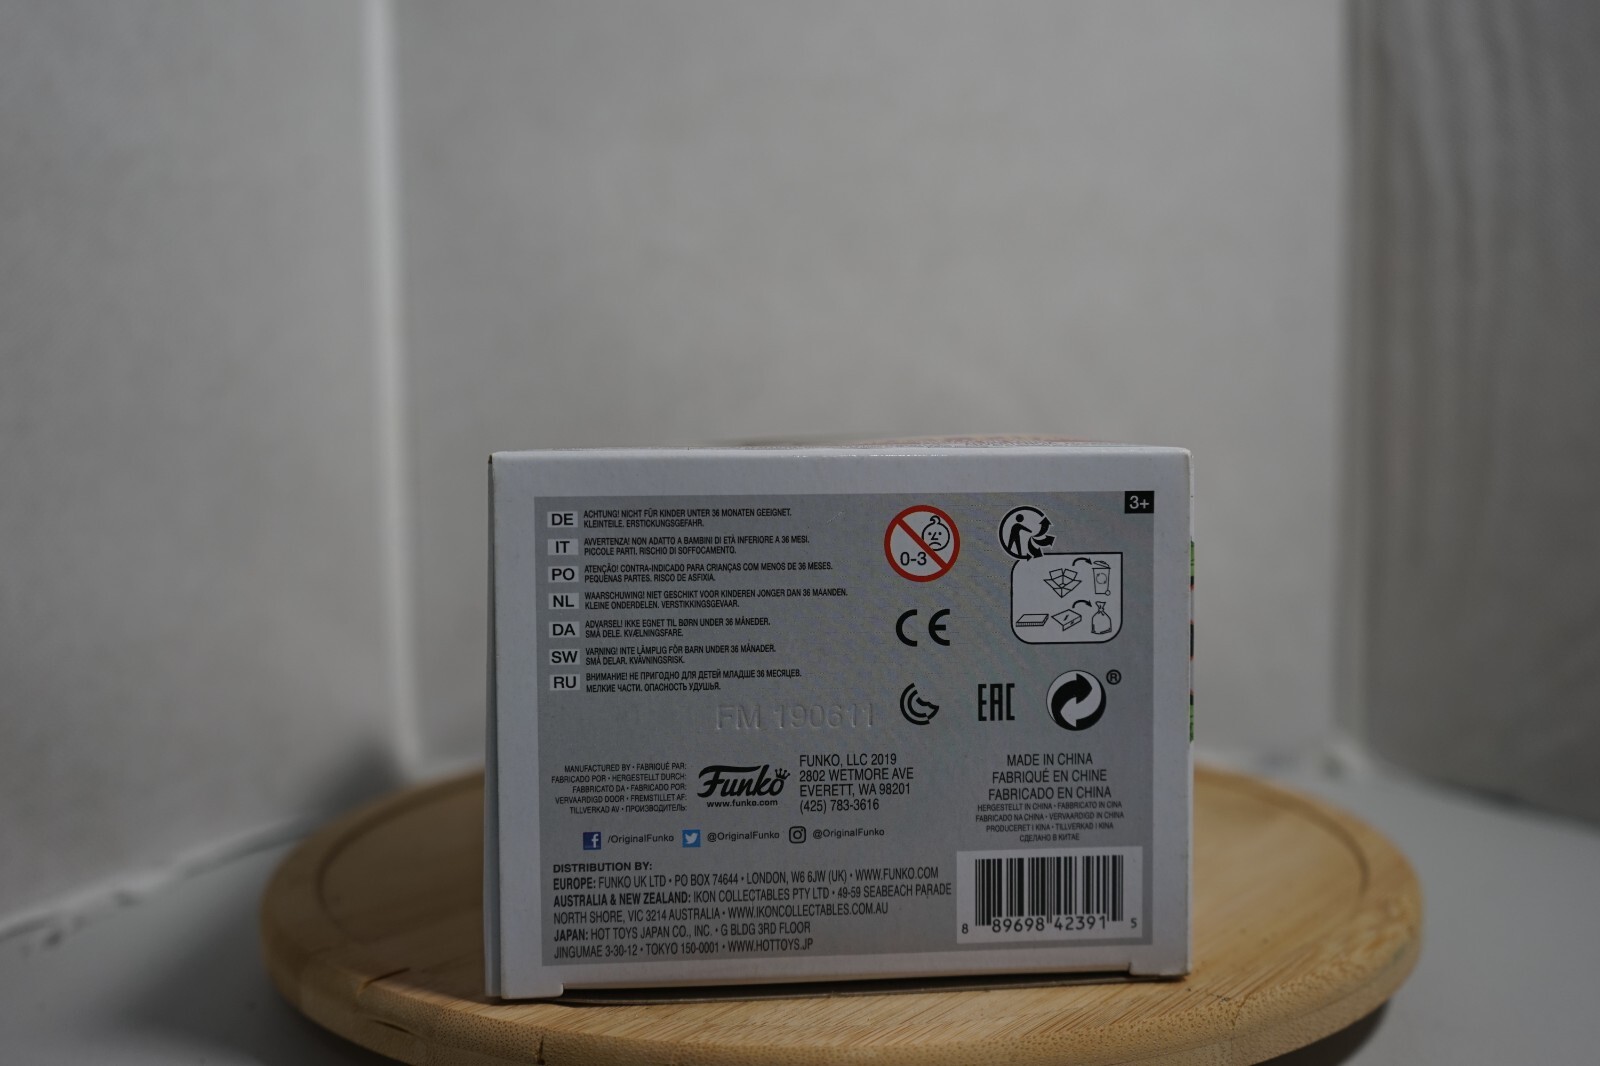 3+
DE ACHTUNG! NICHT FÜR KINDER UNTER 36 MONATEN GEEIGNET.
KLEINTEILE. ERSTICKUNGSGEFAHR.
IT AVVERTENZA! NON ADATTO A BAMBINI DI ETÀ INFERIORE A 36 MESI.
PICCOLE PARTI. RISCHIO DI SOFFOCAMENTO.
PO ATENÇÃO! CONTRA-INDICADO PARA CRIANÇAS COM MENOS DE 36 MESES.
PEQUENAS PARTES. RISCO DE ASFIXIA.
NL WAARSCHUWING! NIET GESCHIKT VOOR KINDEREN JONGER DAN 36 MAANDEN.
KLEINE ONDERDELEN. VERSTIKKINGSGEVAAR.
DA ADVARSEL! IKKE EGNET TIL BØRN UNDER 36 MÅNEDER.
SMÅ DELE. KVÆLNINGSFARE.
SW VARNING! INTE LÄMPLIG FÖR BARN UNDER 36 MÅNADER.
SMÅ DELAR. KVÄVNINGSRISK.
RU ВНИМАНИЕ! НЕ ПРИГОДНО ДЛЯ ДЕТЕЙ МЛАДШЕ 36 МЕСЯЦЕВ.
МЕЛКИЕ ЧАСТИ. ОПАСНОСТЬ УДУШЬЯ.
0-3
CE
EAC
®
FM 190611
MANUFACTURED BY • FABRIQUÉ PAR:
FABRICADO POR • HERGESTELLT DURCH:
FABBRICATO DA • FABRICADO POR:
VERVAARDIGD DOOR • FREMSTILLET AF:
TILLVERKAD AV • ПРОИЗВОДИТЕЛЬ:
Funko
www.funko.com
FUNKO, LLC 2019
2802 WETMORE AVE
EVERETT, WA 98201
(425) 783-3616
MADE IN CHINA
FABRIQUÉ EN CHINE
FABRICADO EN CHINA
HERGESTELLT IN CHINA • FABBRICATO IN CINA
FABRICADO NA CHINA • VERVAARDIGD IN CHINA
PRODUCERET I KINA • TILLVERKAD I KINA
СДЕЛАНО В КИТАЕ
/OriginalFunko @OriginalFunko @OriginalFunko
DISTRIBUTION BY:
EUROPE: FUNKO UK LTD • PO BOX 74644 • LONDON, W6 6JW (UK) • WWW.FUNKO.COM
AUSTRALIA & NEW ZEALAND: IKON COLLECTABLES PTY LTD • 49-59 SEABEACH PARADE
NORTH SHORE, VIC 3214 AUSTRALIA • WWW.IKONCOLLECTABLES.COM.AU
JAPAN: HOT TOYS JAPAN CO., INC. • G BLDG 3RD FLOOR
JINGUMAE 3-30-12 • TOKYO 150-0001 • WWW.HOTTOYS.JP
8 89698 42391 5